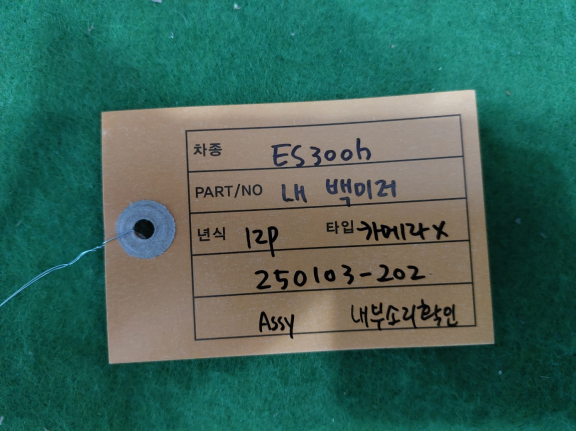 차종 ES300h
PART/NO LH 백미러
년식 12P 타입 카메라X
250103-202
Assy 내부소리확인